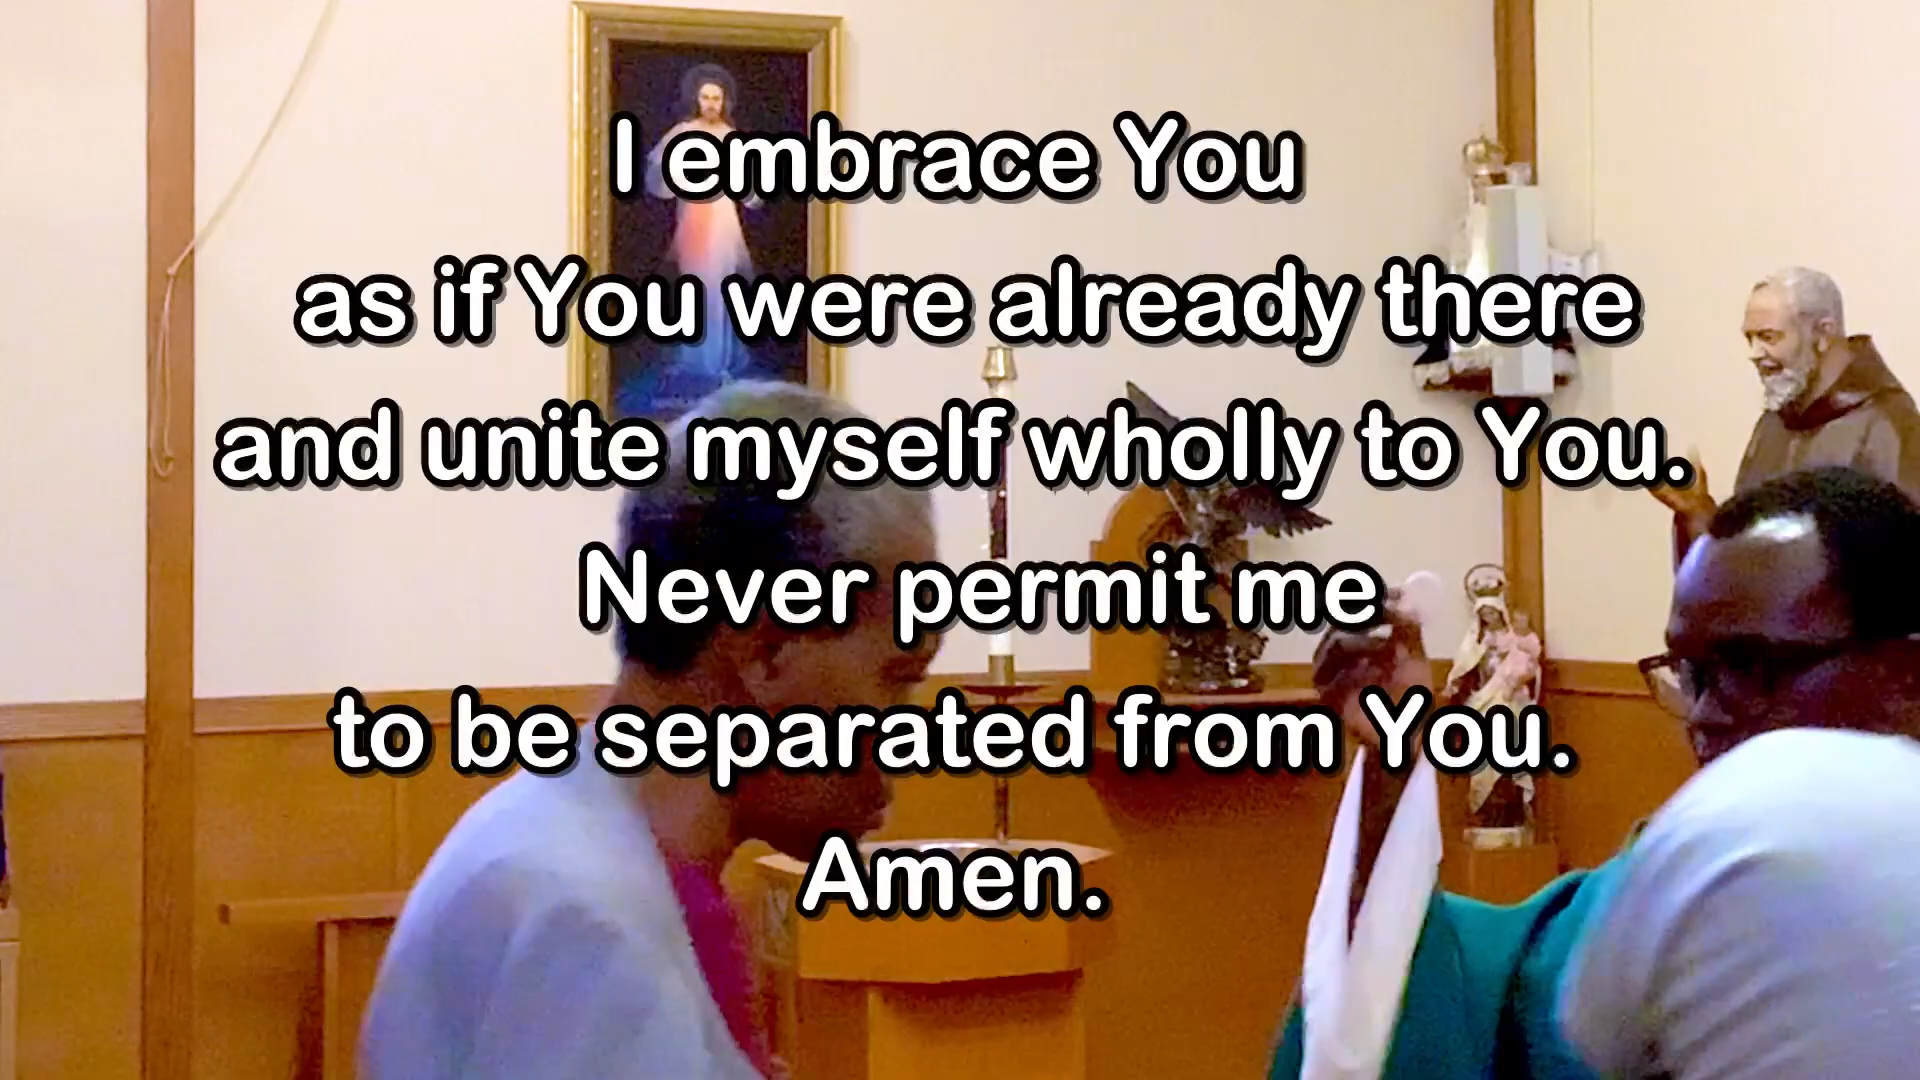 I embrace You
as if You were already there
and unite myself wholly to You.
Never permit me
to be separated from You.
Amen.